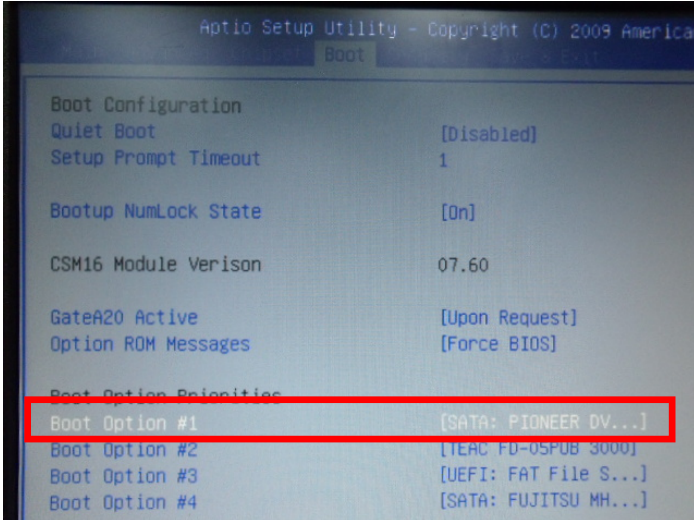 Aptio Setup Utility - Copyright (C) 2009 America
Boot
Boot Configuration
Quiet Boot [Disabled]
Setup Prompt Timeout 1
Bootup NumLock State [On]
CSM16 Module Verison 07.60
GateA20 Active [Upon Request]
Option ROM Messages [Force BIOS]
Boot Option Priorities
Boot Option #1 [SATA: PIONEER DV...]
Boot Option #2 [TEAC FD-05PUB 3000]
Boot Option #3 [UEFI: FAT File S...]
Boot Option #4 [SATA: FUJITSU MH...]